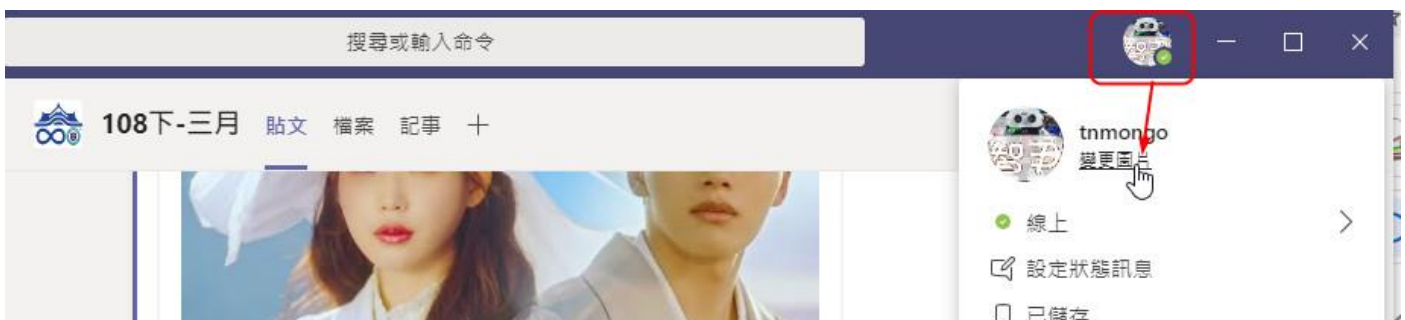 搜尋或輸入命令
108下-三月 貼文 檔案 記事
tnmongo
變更圖片
線上
設定狀態訊息
已儲存